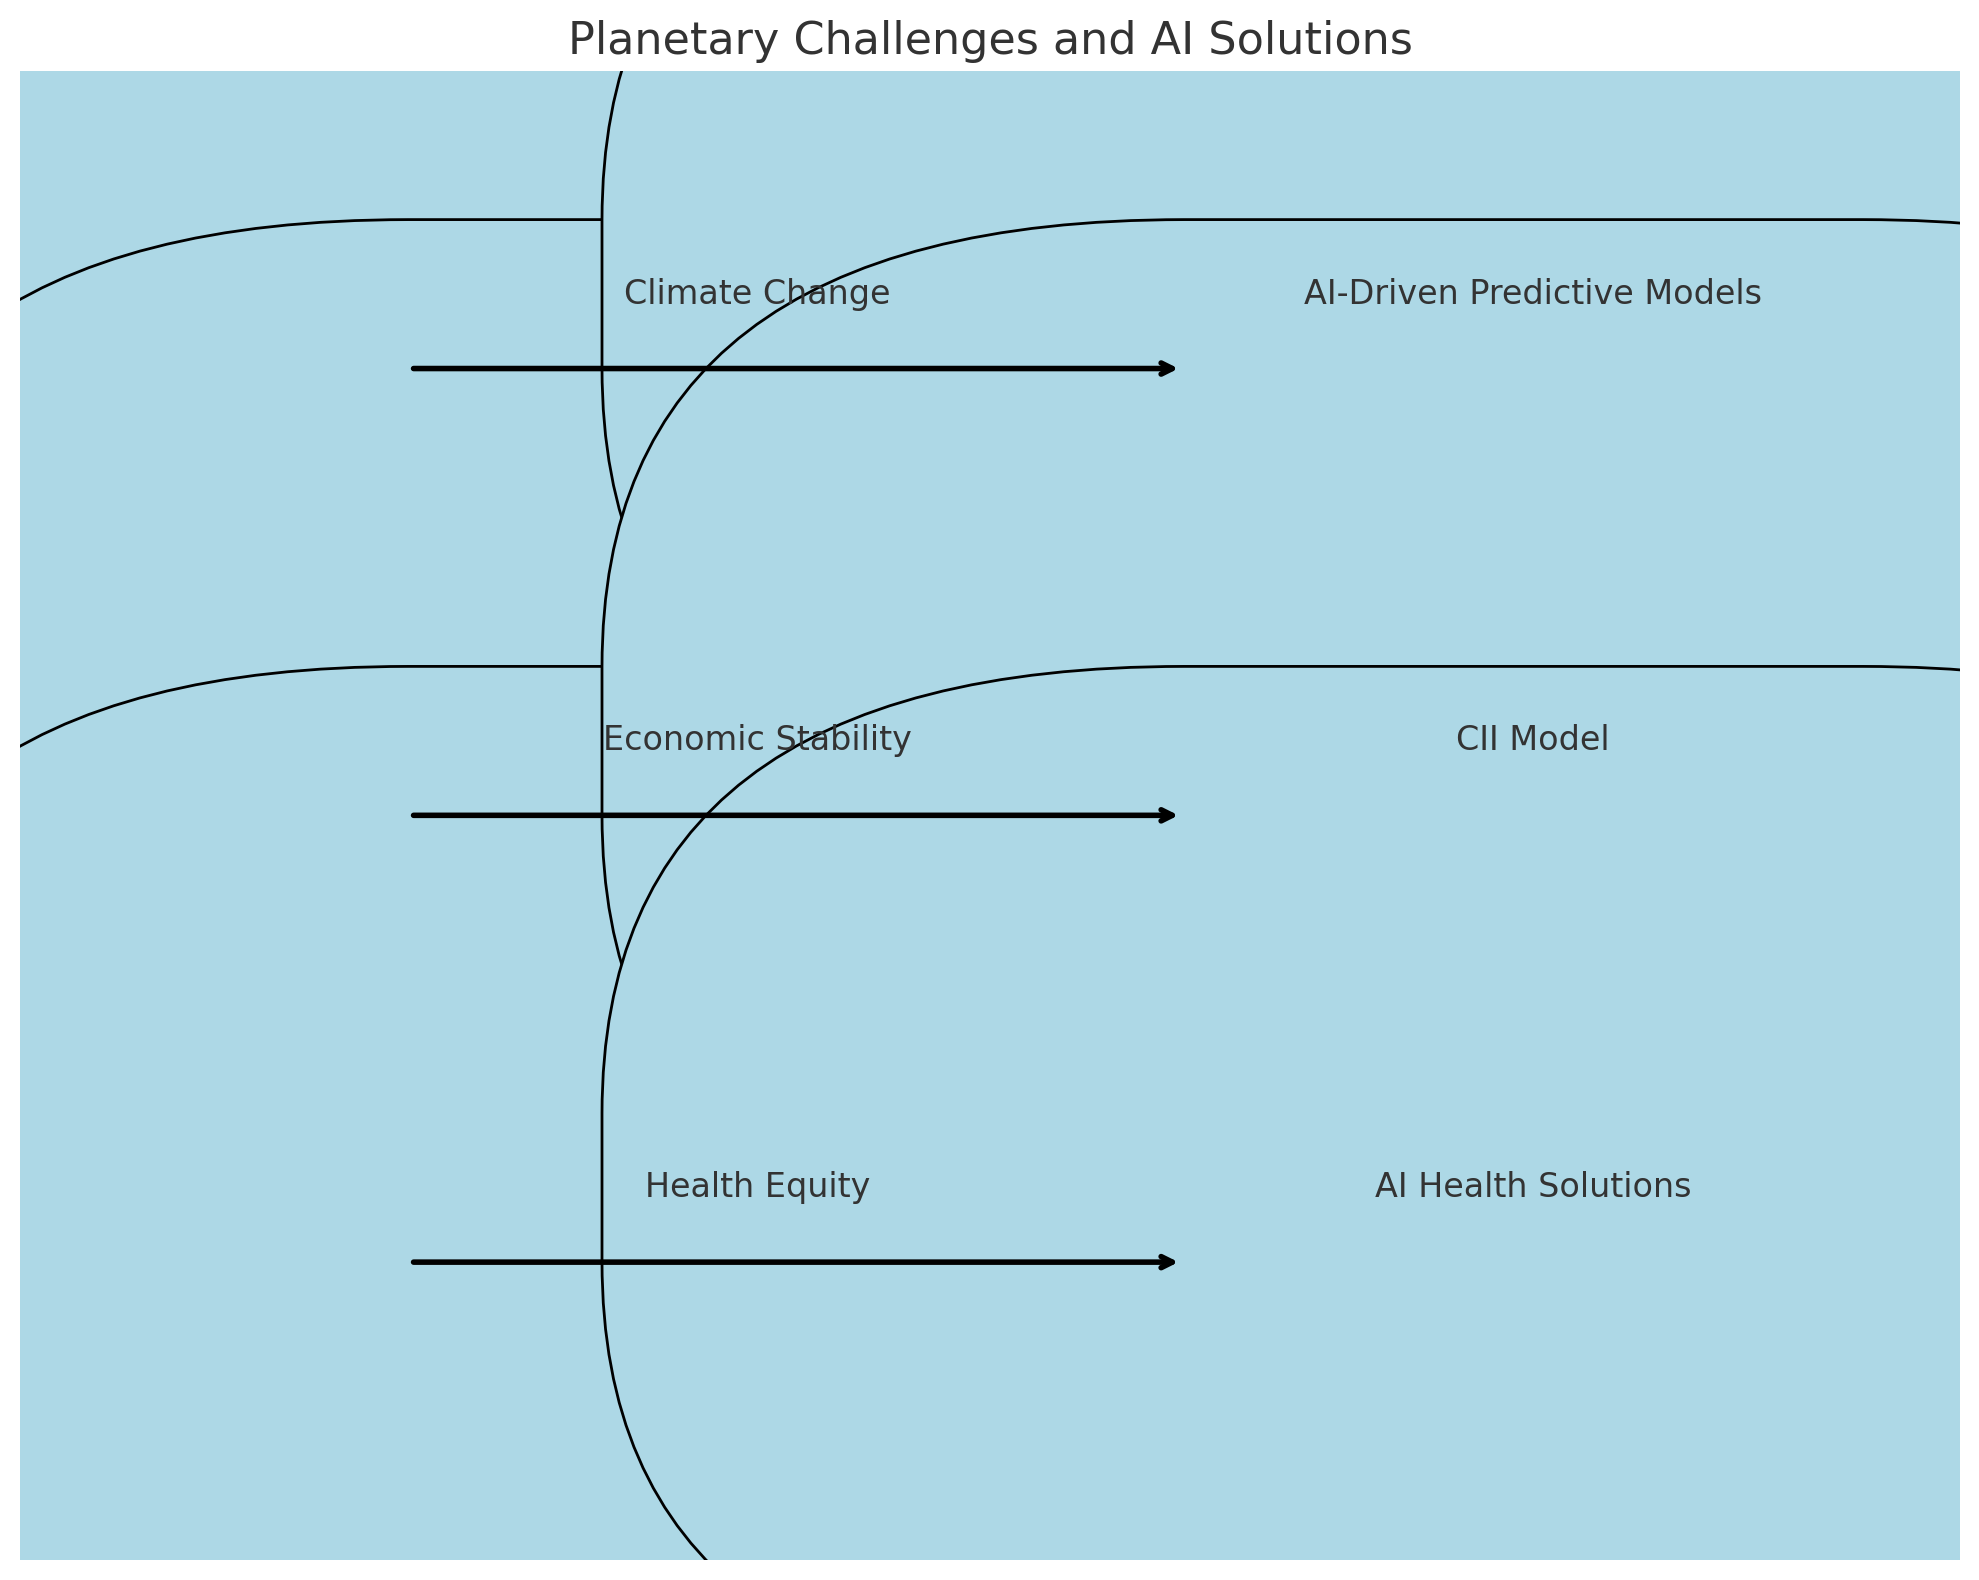 Planetary Challenges and AI Solutions
Climate Change
AI-Driven Predictive Models
Economic Stability
CII Model
Health Equity
AI Health Solutions